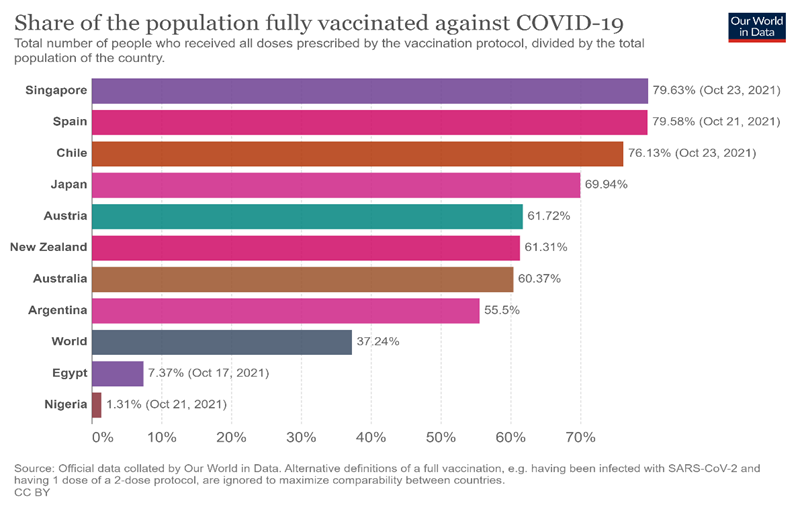 Share of the population fully vaccinated against COVID-19
Our World
in Data
Total number of people who received all doses prescribed by the vaccination protocol, divided by the total
population of the country.
Singapore 79.63% (Oct 23, 2021)
Spain 79.58% (Oct 21, 2021)
Chile 76.13% (Oct 23, 2021)
Japan 69.94%
Austria 61.72%
New Zealand 61.31%
Australia 60.37%
Argentina 55.5%
World 37.24%
Egypt 7.37% (Oct 17, 2021)
Nigeria 1.31% (Oct 21, 2021)
0% 10% 20% 30% 40% 50% 60% 70%
Source: Official data collated by Our World in Data. Alternative definitions of a full vaccination, e.g. having been infected with SARS-CoV-2 and
having 1 dose of a 2-dose protocol, are ignored to maximize comparability between countries.
CC BY